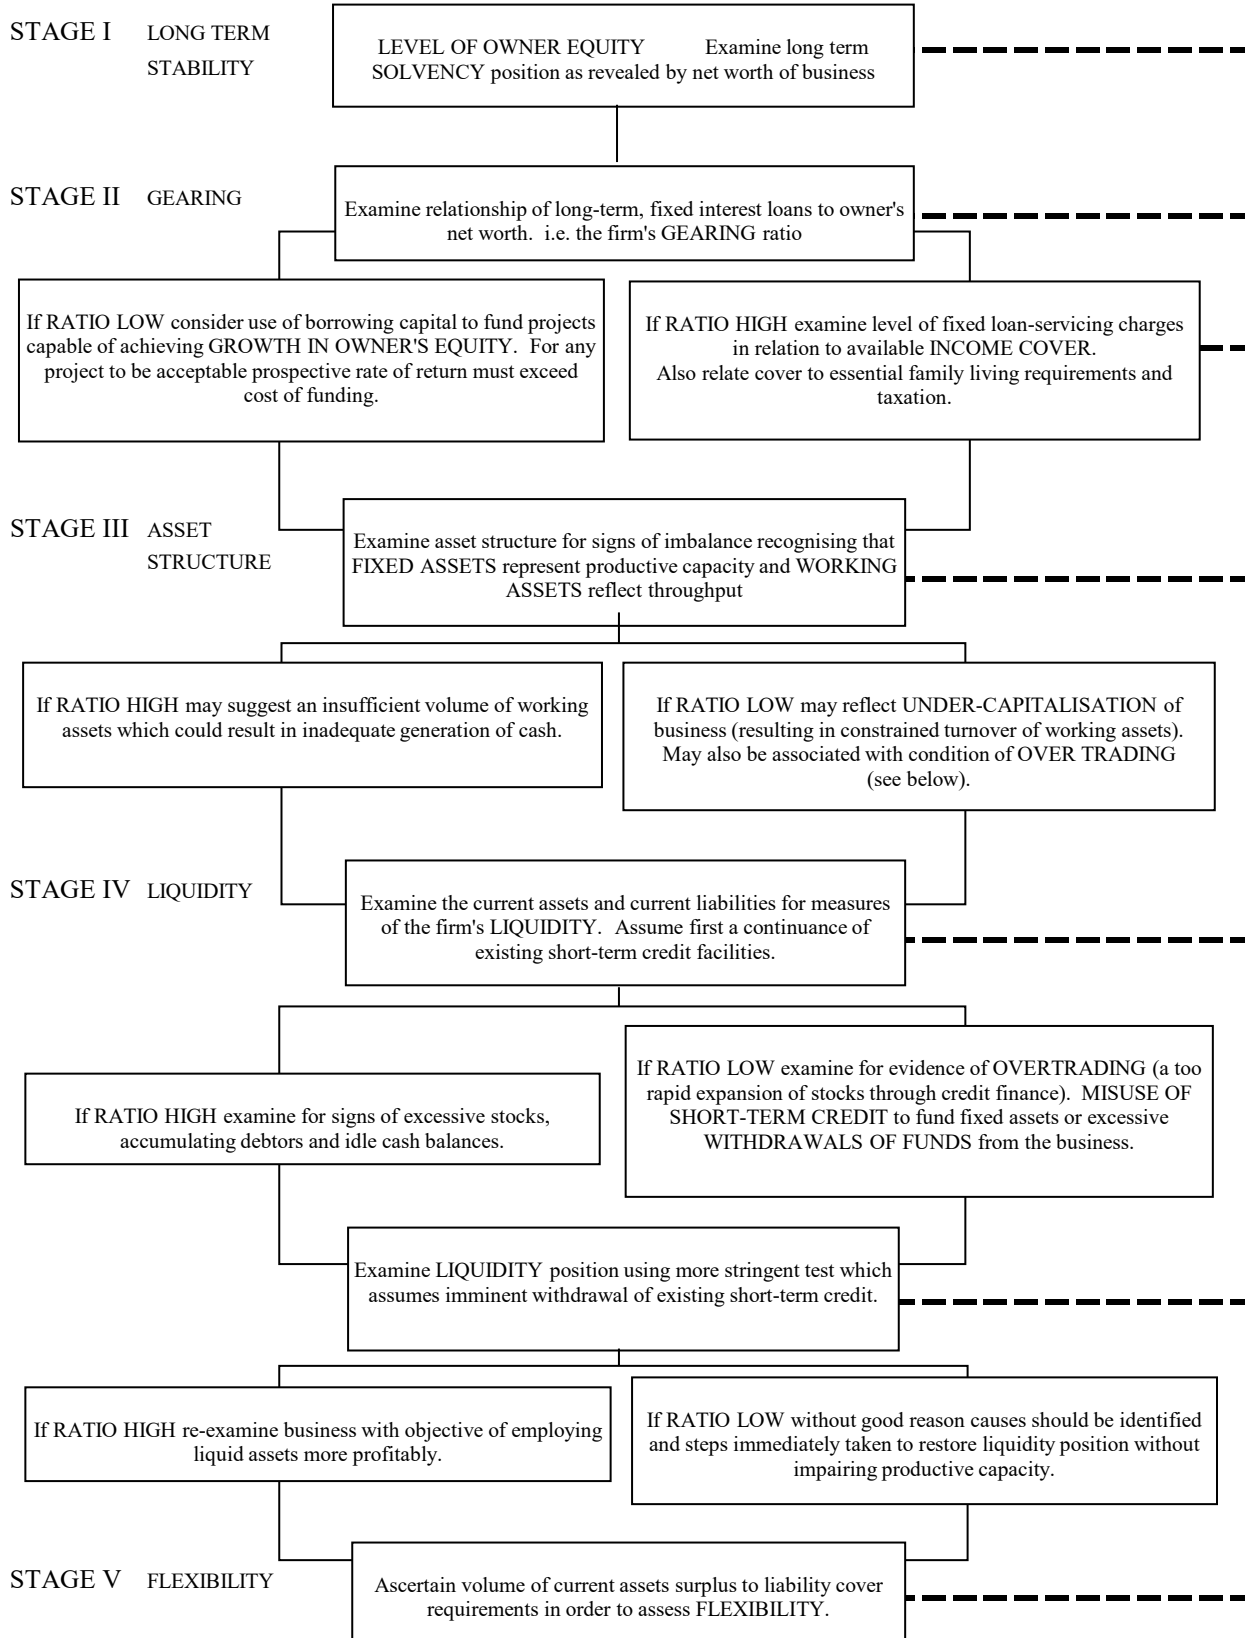 STAGE I LONG TERM
STABILITY
LEVEL OF OWNER EQUITY Examine long term
SOLVENCY position as revealed by net worth of business
STAGE II GEARING
Examine relationship of long-term, fixed interest loans to owner's
net worth. i.e. the firm's GEARING ratio
If RATIO LOW consider use of borrowing capital to fund projects
capable of achieving GROWTH IN OWNER'S EQUITY. For any
project to be acceptable prospective rate of return must exceed
cost of funding.
If RATIO HIGH examine level of fixed loan-servicing charges
in relation to available INCOME COVER.
Also relate cover to essential family living requirements and
taxation.
STAGE III ASSET
STRUCTURE
Examine asset structure for signs of imbalance recognising that
FIXED ASSETS represent productive capacity and WORKING
ASSETS reflect throughput
If RATIO HIGH may suggest an insufficient volume of working
assets which could result in inadequate generation of cash.
If RATIO LOW may reflect UNDER-CAPITALISATION of
business (resulting in constrained turnover of working assets).
May also be associated with condition of OVER TRADING
(see below).
STAGE IV LIQUIDITY
Examine the current assets and current liabilities for measures
of the firm's LIQUIDITY. Assume first a continuance of
existing short-term credit facilities.
If RATIO HIGH examine for signs of excessive stocks,
accumulating debtors and idle cash balances.
If RATIO LOW examine for evidence of OVERTRADING (a too
rapid expansion of stocks through credit finance). MISUSE OF
SHORT-TERM CREDIT to fund fixed assets or excessive
WITHDRAWALS OF FUNDS from the business.
Examine LIQUIDITY position using more stringent test which
assumes imminent withdrawal of existing short-term credit.
If RATIO HIGH re-examine business with objective of employing
liquid assets more profitably.
If RATIO LOW without good reason causes should be identified
and steps immediately taken to restore liquidity position without
impairing productive capacity.
STAGE V FLEXIBILITY
Ascertain volume of current assets surplus to liability cover
requirements in order to assess FLEXIBILITY.